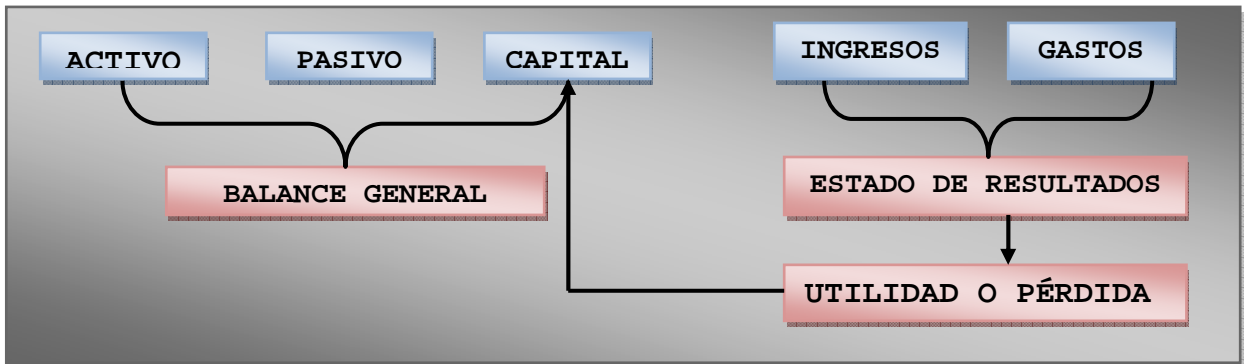 ACTIVO
PASIVO
CAPITAL
INGRESOS
GASTOS
BALANCE GENERAL
ESTADO DE RESULTADOS
UTILIDAD O PÉRDIDA